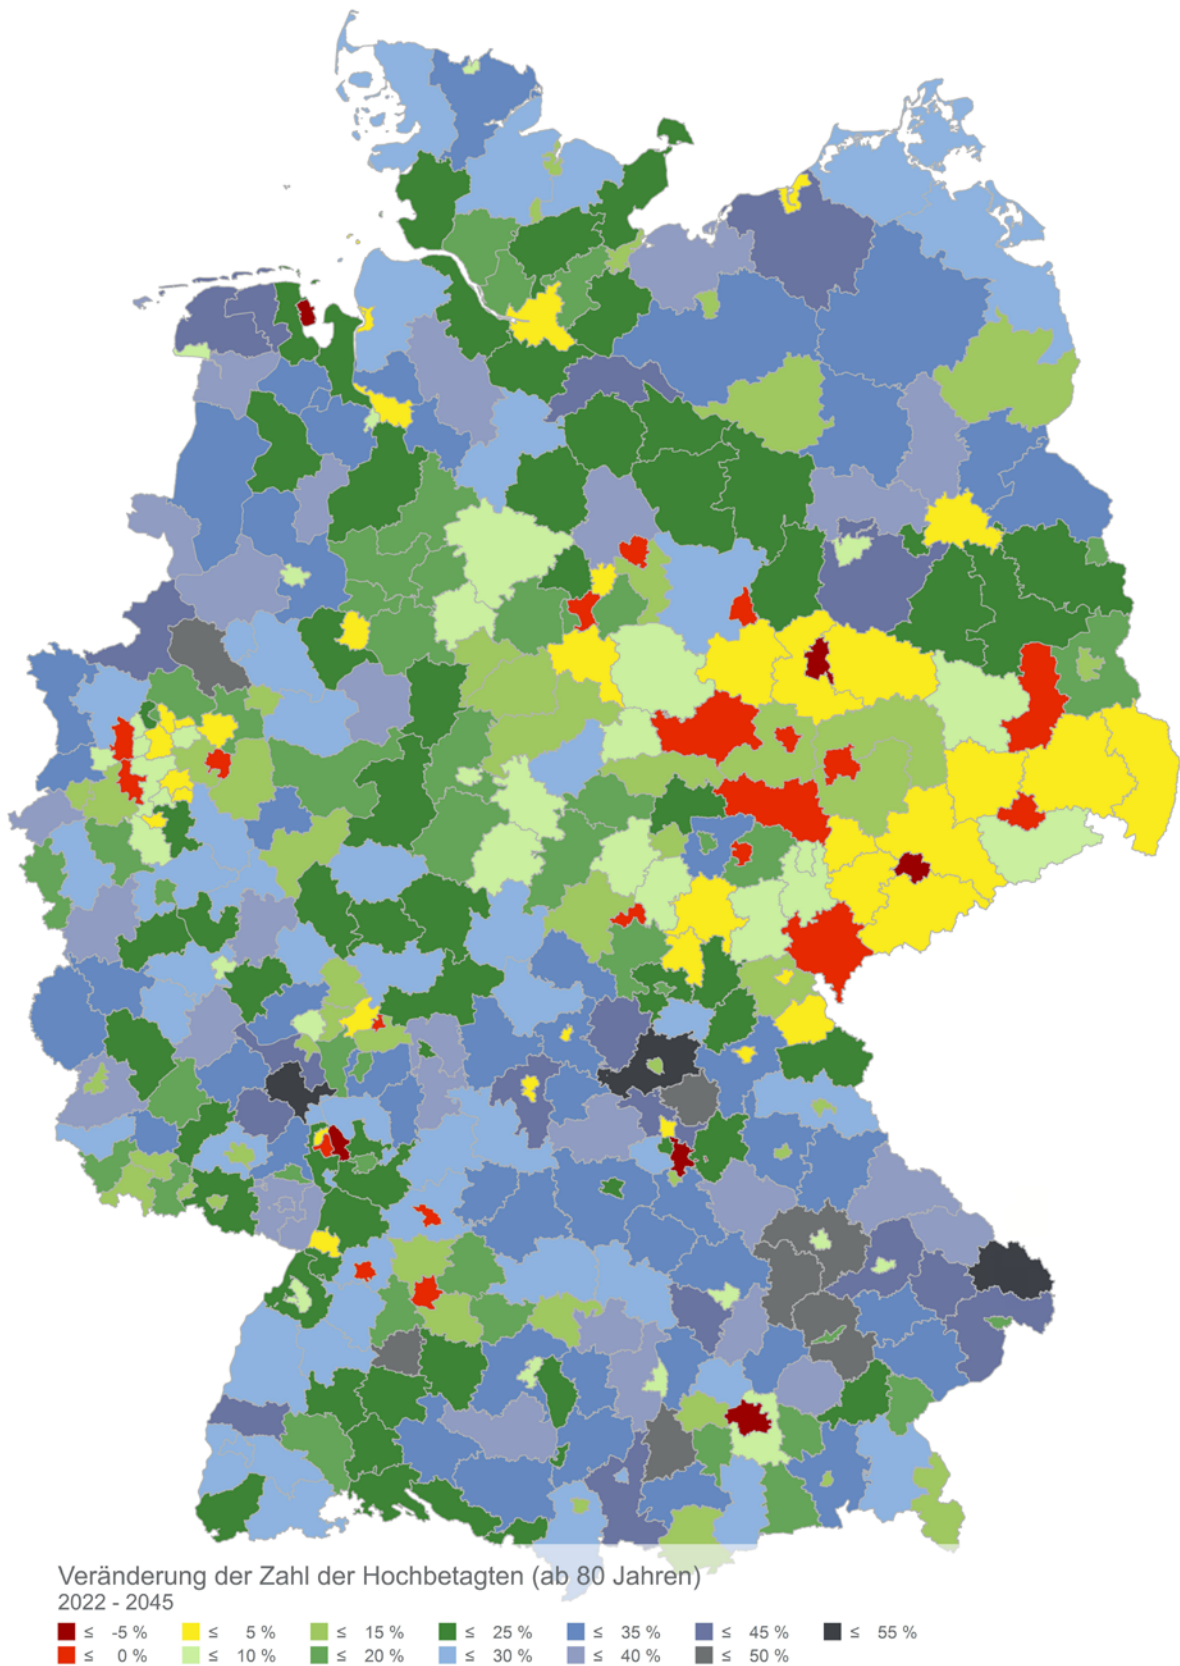 Veränderung der Zahl der Hochbetagten (ab 80 Jahren)
2022 - 2045
≤ -5 % ≤ 5 % ≤ 15 % ≤ 25 % ≤ 35 % ≤ 45 % ≤ 55 %
≤ 0 % ≤ 10 % ≤ 20 % ≤ 30 % ≤ 40 % ≤ 50 %